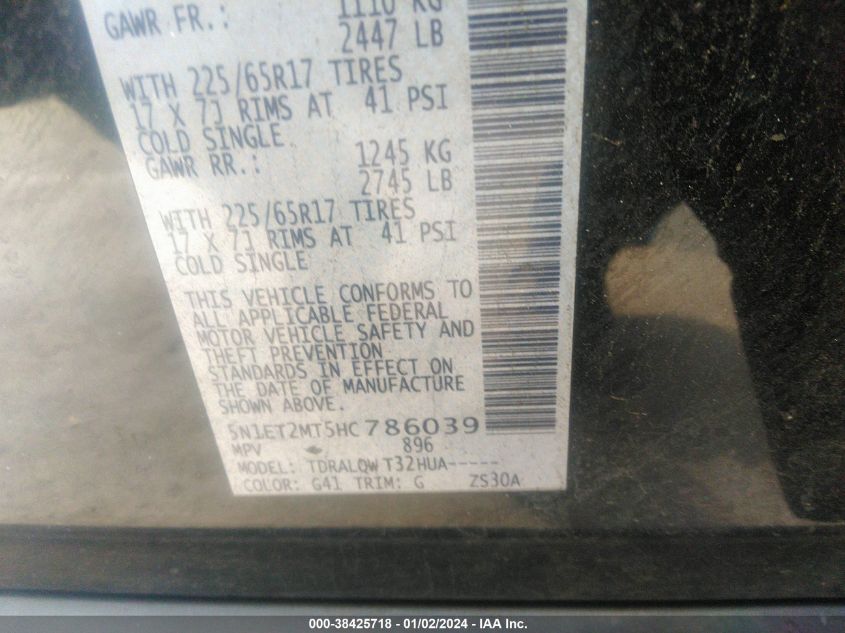 GAWR FR.: 1110 KG
2447 LB
WITH 225/65R17 TIRES
17 X 7J RIMS AT 41 PSI
COLD SINGLE
GAWR RR.: 1245 KG
2745 LB
WITH 225/65R17 TIRES
17 X 7J RIMS AT 41 PSI
COLD SINGLE
THIS VEHICLE CONFORMS TO
ALL APPLICABLE FEDERAL
MOTOR VEHICLE SAFETY AND
THEFT PREVENTION
STANDARDS IN EFFECT ON
THE DATE OF MANUFACTURE
SHOWN ABOVE.
5N1ET2MT5HC786039
MPV 896
MODEL: TDRALQW T32HUA-----
COLOR: G41 TRIM: G ZS30A
000-38425718 - 01/02/2024 - IAA Inc.